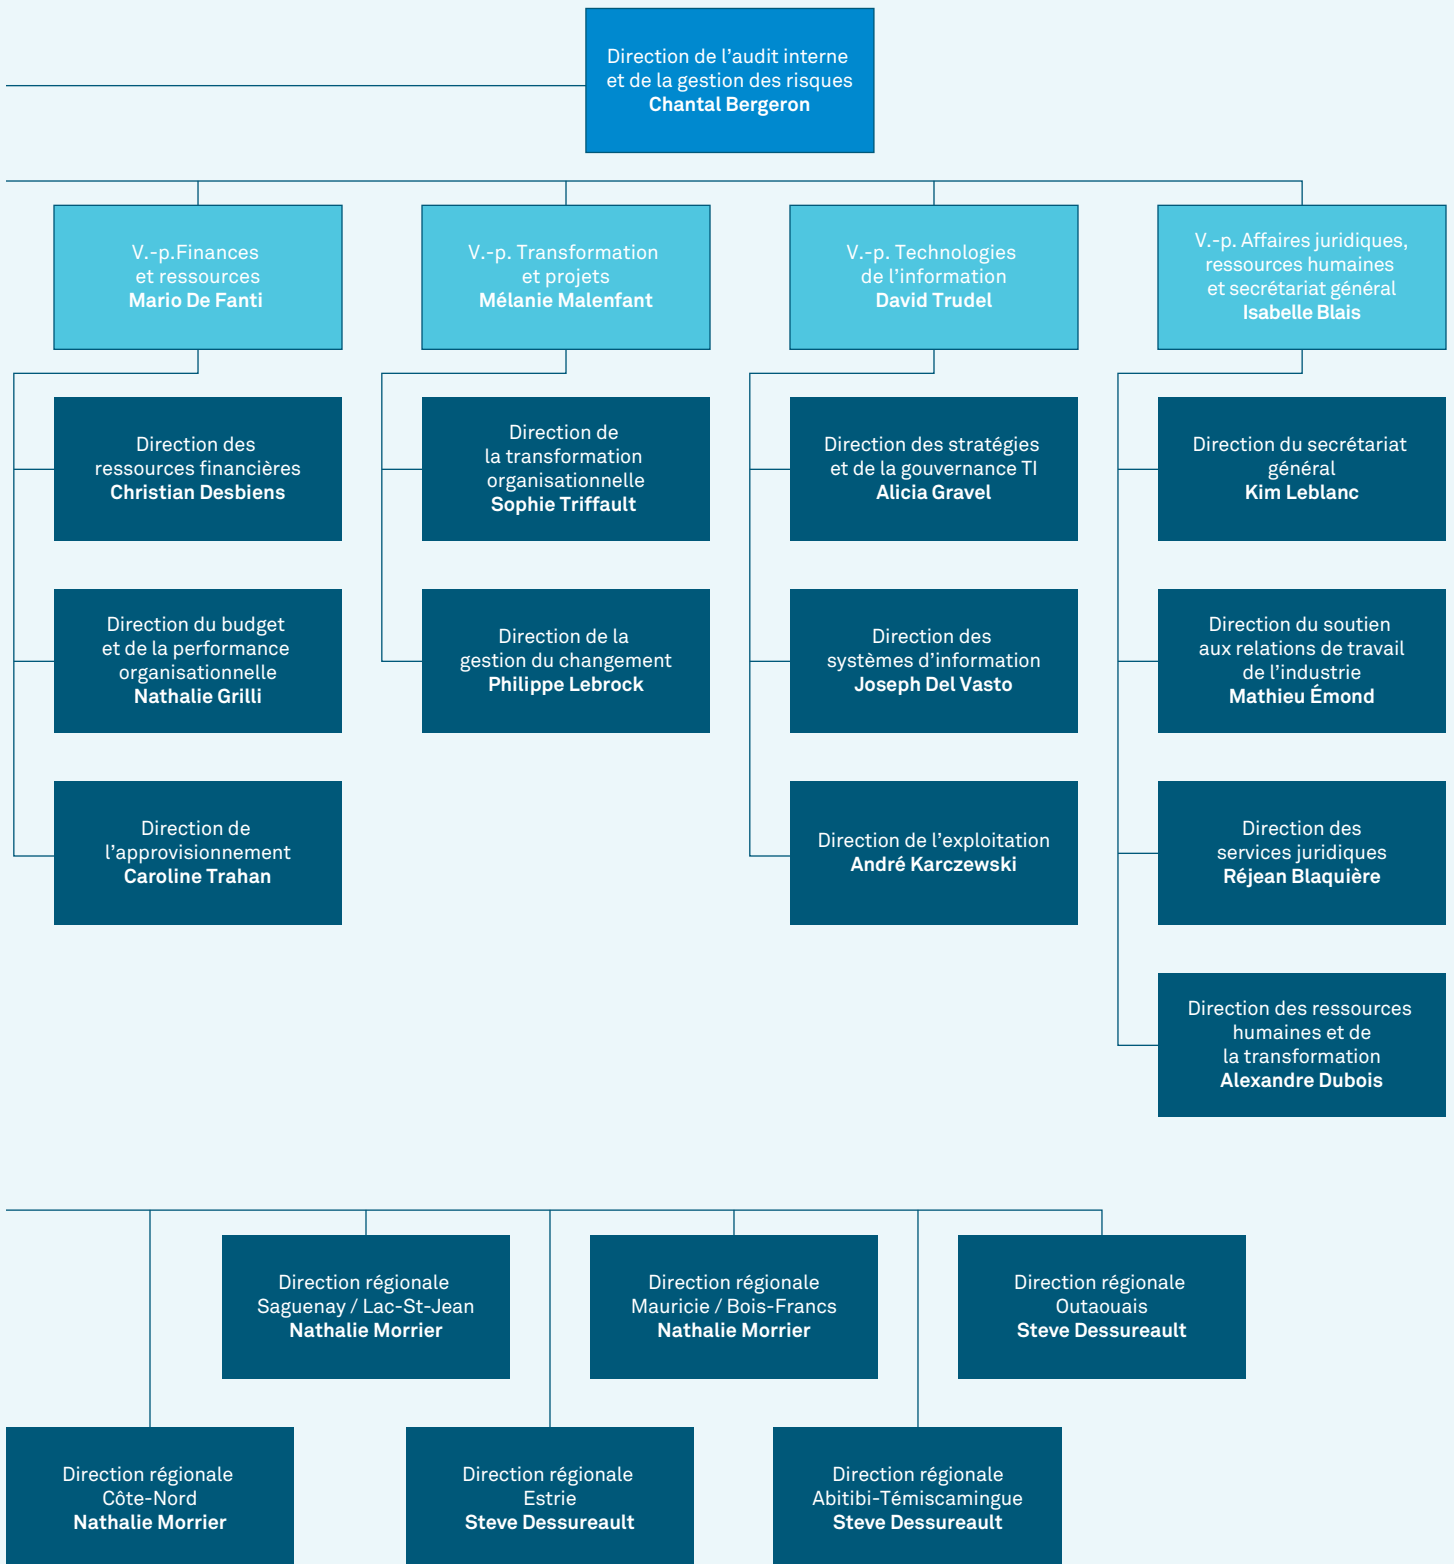 Direction de l’audit interne
et de la gestion des risques
Chantal Bergeron
V.-p.Finances
et ressources
Mario De Fanti
V.-p. Transformation
et projets
Mélanie Malenfant
V.-p. Technologies
de l’information
David Trudel
V.-p. Affaires juridiques,
ressources humaines
et secrétariat général
Isabelle Blais
Direction des
ressources financières
Christian Desbiens
Direction de
la transformation
organisationnelle
Sophie Triffault
Direction des stratégies
et de la gouvernance TI
Alicia Gravel
Direction du secrétariat
général
Kim Leblanc
Direction du budget
et de la performance
organisationnelle
Nathalie Grilli
Direction de la
gestion du changement
Philippe Lebrock
Direction des
systèmes d’information
Joseph Del Vasto
Direction du soutien
aux relations de travail
de l’industrie
Mathieu Émond
Direction de
l’approvisionnement
Caroline Trahan
Direction de l’exploitation
André Karczewski
Direction des
services juridiques
Réjean Blaquière
Direction des ressources
humaines et de
la transformation
Alexandre Dubois
Direction régionale
Saguenay / Lac-St-Jean
Nathalie Morrier
Direction régionale
Mauricie / Bois-Francs
Nathalie Morrier
Direction régionale
Outaouais
Steve Dessureault
Direction régionale
Côte-Nord
Nathalie Morrier
Direction régionale
Estrie
Steve Dessureault
Direction régionale
Abitibi-Témiscamingue
Steve Dessureault